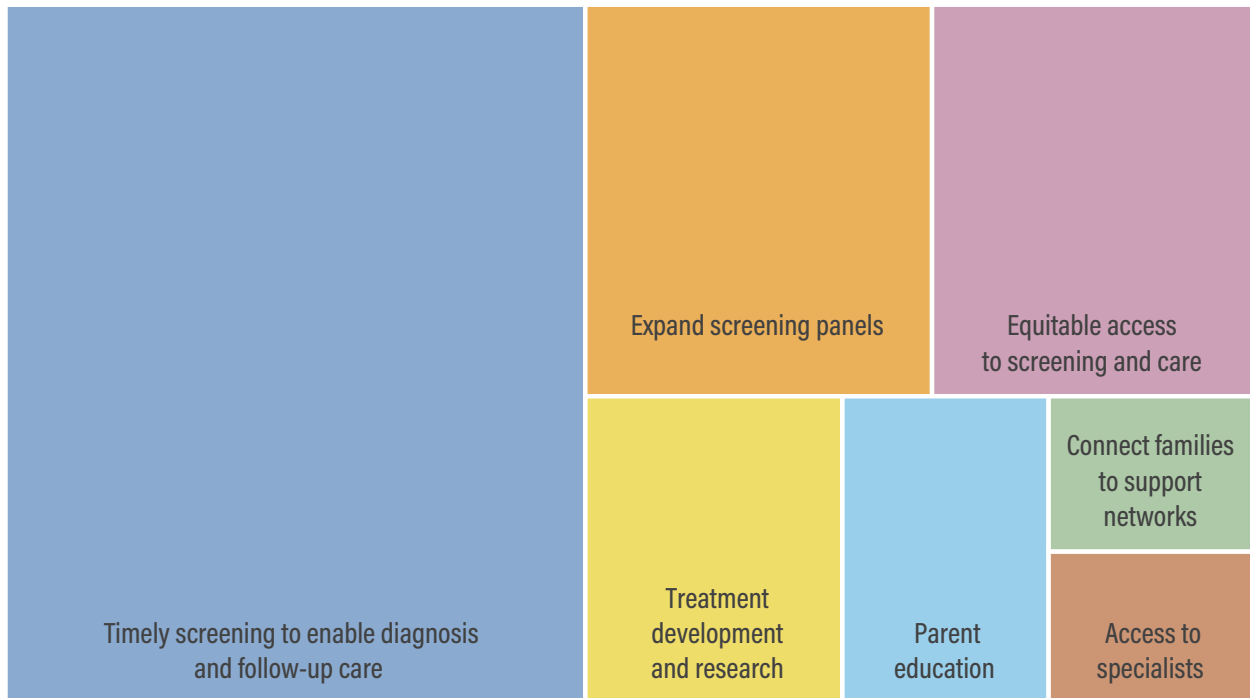 Timely screening to enable diagnosis
and follow-up care
Expand screening panels
Equitable access
to screening and care
Treatment
development
and research
Parent
education
Connect families
to support
networks
Access to
specialists